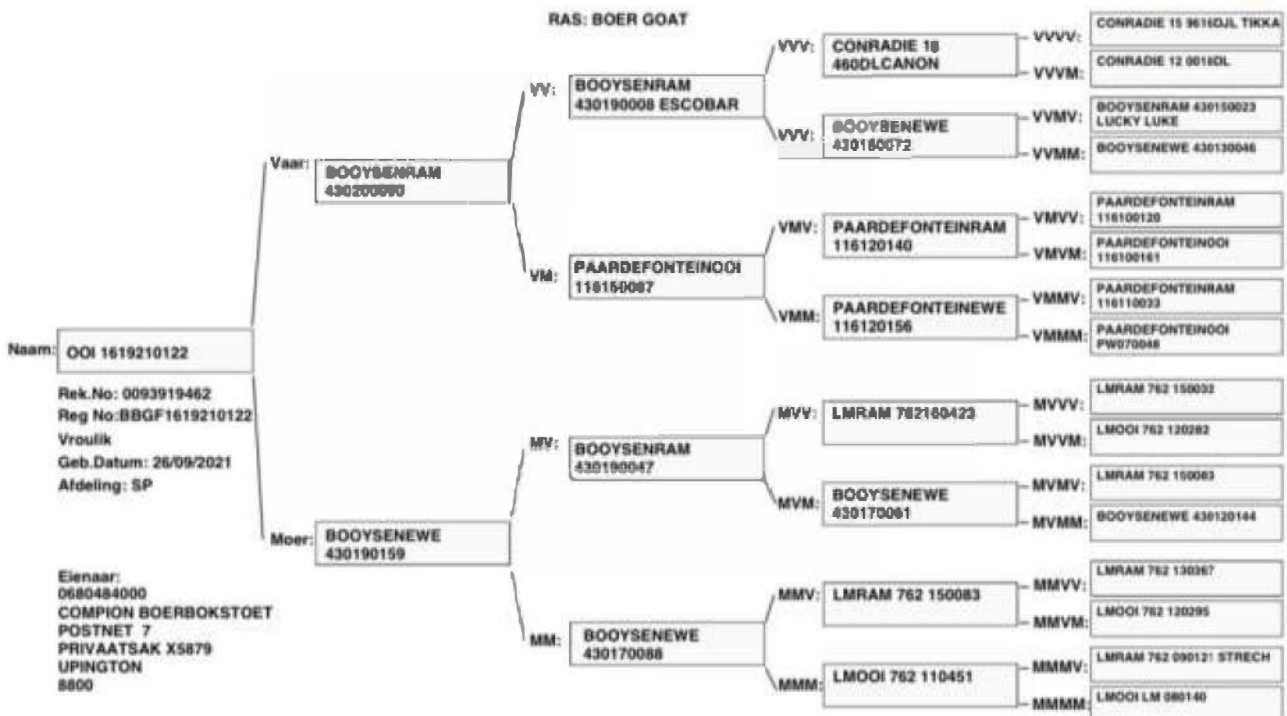 RAS: BOER GOAT
Naam:
OOI 1619210122
Rek.No: 0093919462
Reg No:BBGF1619210122
Vroulik
Geb.Datum: 26/09/2021
Afdeling: SP
Eienaar:
0680484000
COMPION BOERBOKSTOET
POSTNET 7
PRIVAATSAK X5879
UPINGTON
8800
Vaar:
BOOYSENRAM
Moer:
BOOYSENEWE
430190159
VV:
BOOYSENRAM
430190008 ESCOBAR
VM:
PAARDEFONTEINOOI
MV:
BOOYSENRAM
430190047
MM:
BOOYSENEWE
430170088
VVV:
CONRADIE 18
460DLCANON
VVV:
BOOYSENEWE
VMV:
PAARDEFONTEINRAM
116120140
VMM:
PAARDEFONTEINEWE
116120156
MVV:
LMRAM 762160423
MVM:
BOOYSENEWE
430170061
MMV:
LMRAM 762 150083
MMM:
LMOOI 762 110451
VVVV:
CONRADIE 15 9616DJL TIKKA
VVVM:
CONRADIE 12 0018DL
VVMV:
BOOYSENRAM 430150023
LUCKY LUKE
VVMM:
BOOYSENEWE 430130046
VMVV:
PAARDEFONTEINRAM
116100120
VMVM:
PAARDEFONTEINOOI
116100161
VMMV:
PAARDEFONTEINRAM
116110033
VMMM:
PAARDEFONTEINOOI
PW070048
MVVV:
LMRAM 762 150032
MVVM:
LMOOI 762 120282
MVMV:
LMRAM 762 150083
MVMM:
BOOYSENEWE 430120144
MMVV:
LMRAM 762 130367
MMVM:
LMOOI 762 120295
MMMV:
LMRAM 762 090121 STRECH
MMMM:
LMOOI LM 080140